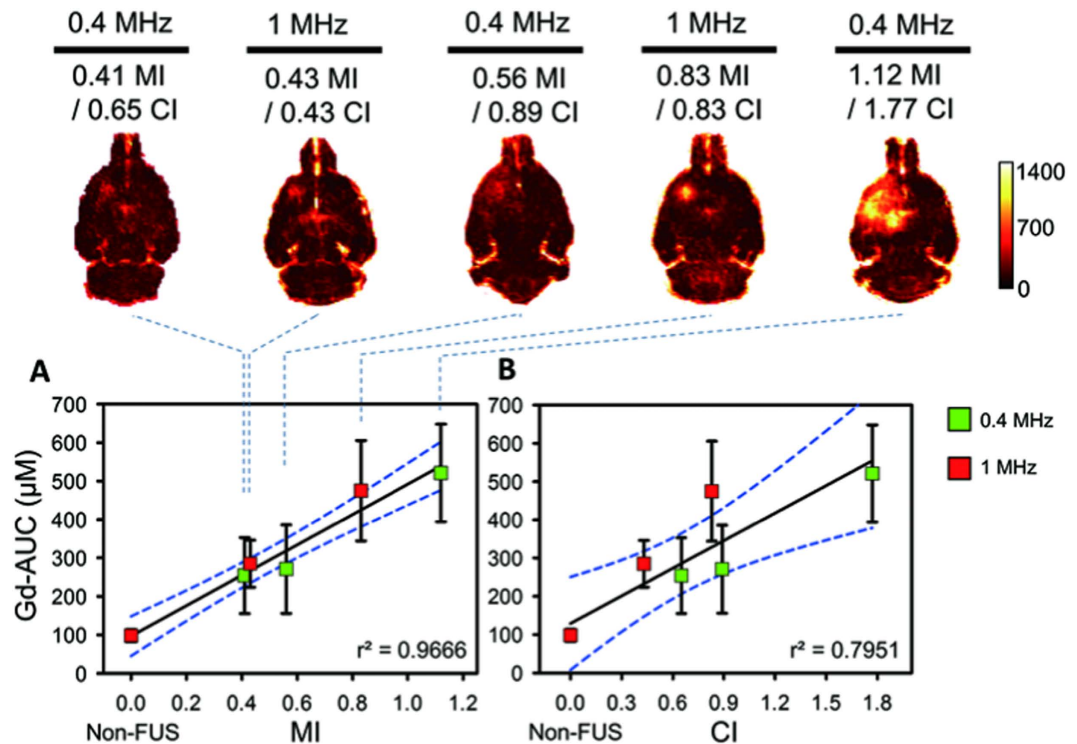 0.4 MHz 1 MHz 0.4 MHz 1 MHz 0.4 MHz
0.41 MI 0.43 MI 0.56 MI 0.83 MI 1.12 MI
/ 0.65 CI / 0.43 CI / 0.89 CI / 0.83 CI / 1.77 CI
1400
700
0
A B
700 700
600 600
500 500
400 400
300 300
200 200
100 100
0 0
Gd-AUC (μM)
0.4 MHz
1 MHz
r² = 0.9666 r² = 0.7951
0.0 0.2 0.4 0.6 0.8 1.0 1.2 0.0 0.3 0.6 0.9 1.2 1.5 1.8
Non-FUS MI Non-FUS CI